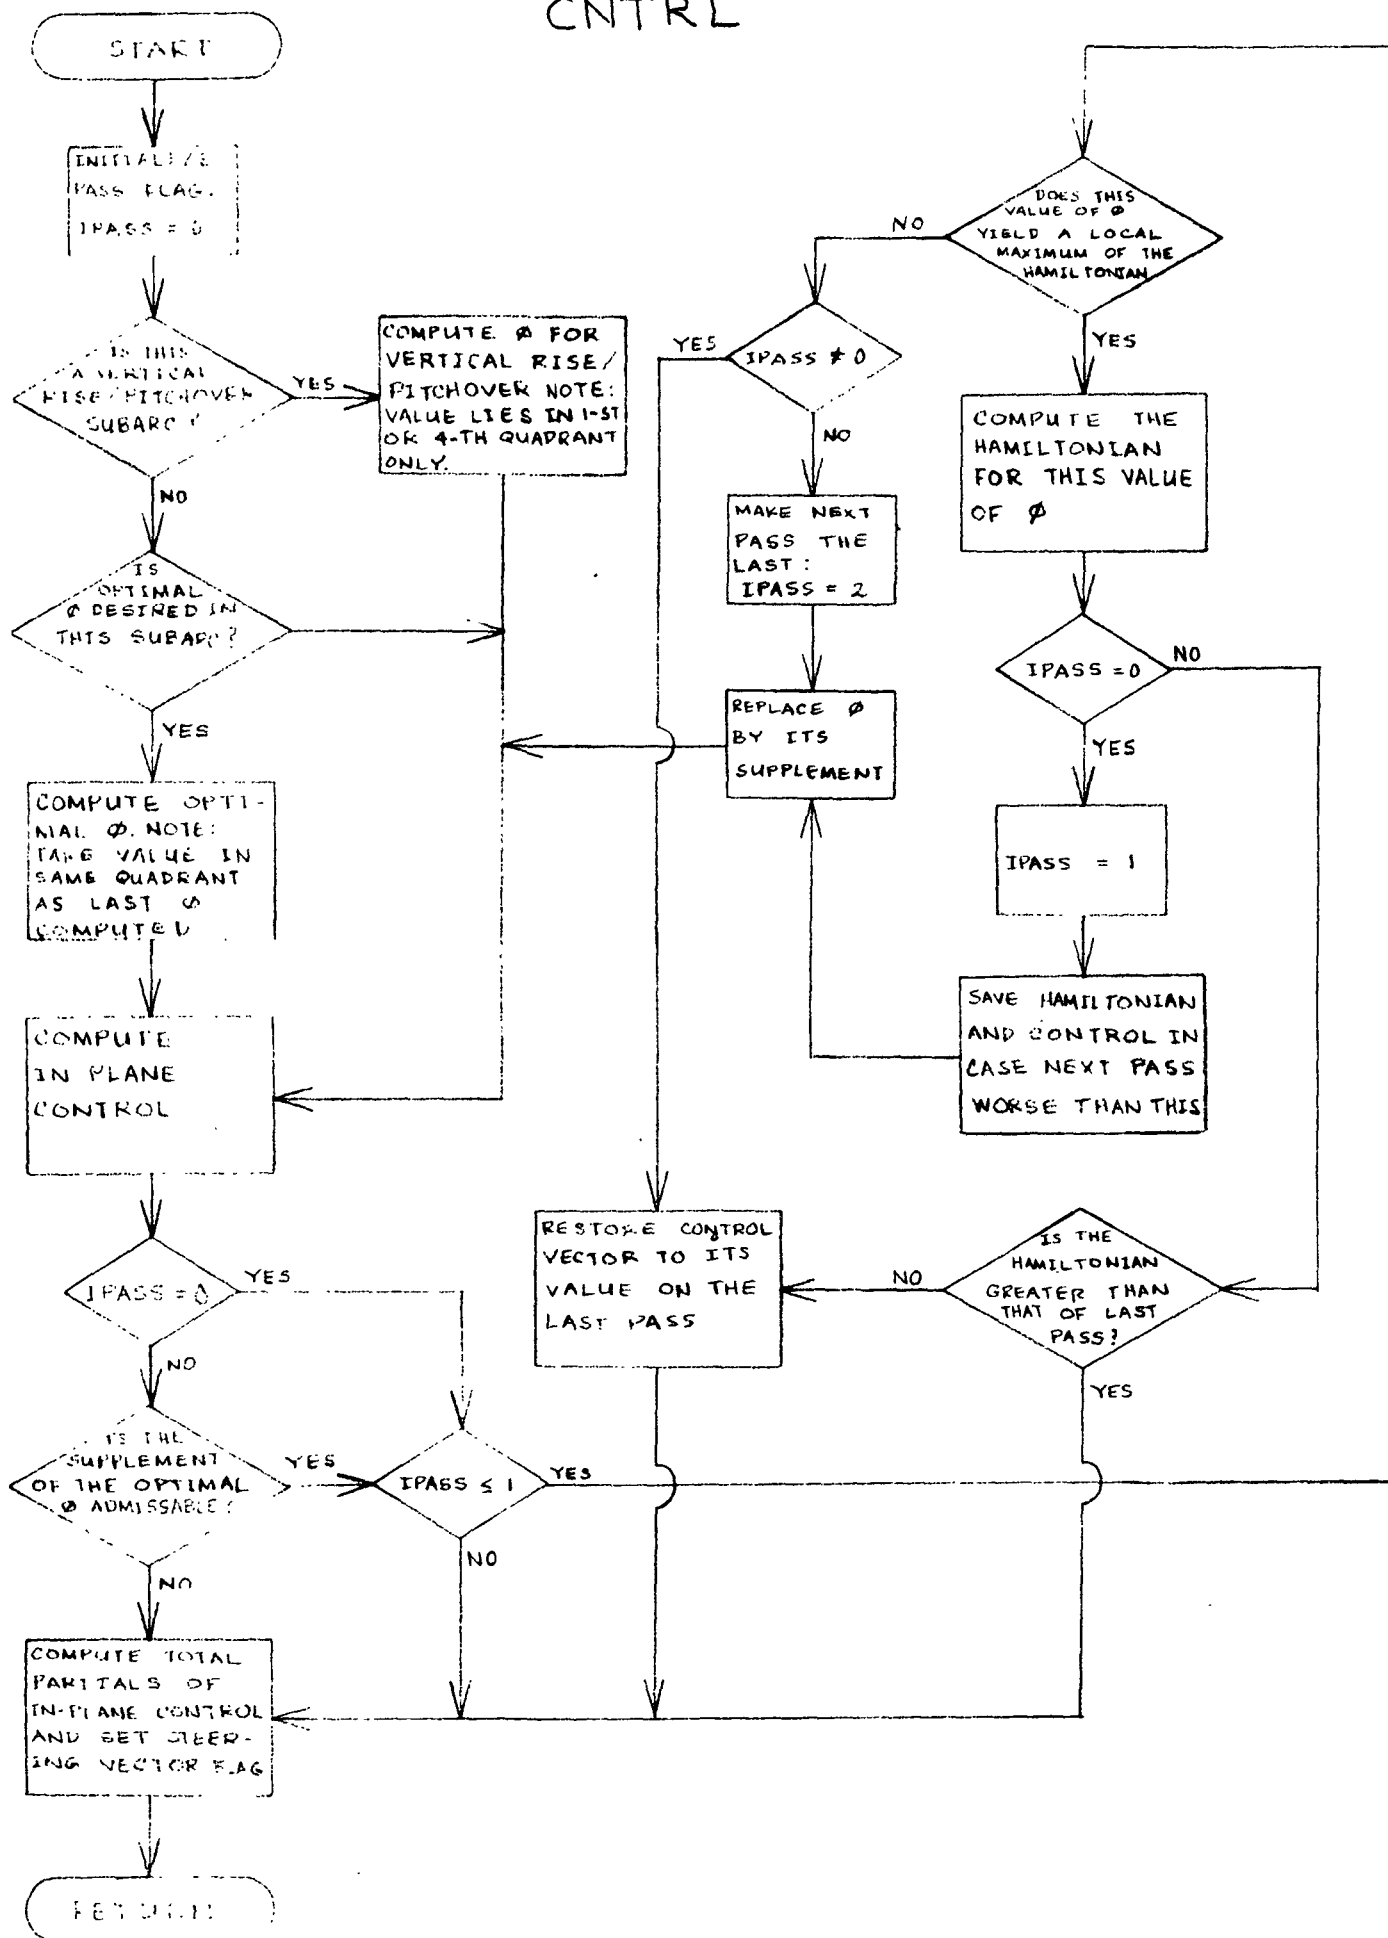 CNTRL
START
INITIALIZE
PASS FLAG.
IPASS = 0
IS THIS
A VERTICAL
RISE/PITCHOVER
SUBARC ?
YES
NO
COMPUTE Ø FOR
VERTICAL RISE/
PITCHOVER NOTE:
VALUE LIES IN 1-ST
OR 4-TH QUADRANT
ONLY.
IS
OPTIMAL
Ø DESIRED IN
THIS SUBARC?
YES
COMPUTE OPTI-
MAL Ø. NOTE:
TAKE VALUE IN
SAME QUADRANT
AS LAST Ø
COMPUTED
COMPUTE
IN PLANE
CONTROL
IPASS = 0
YES
NO
IS THE
SUPPLEMENT
OF THE OPTIMAL
Ø ADMISSABLE?
YES
NO
IPASS ≤ 1
YES
NO
COMPUTE TOTAL
PARITALS OF
IN-PLANE CONTROL
AND SET STEER-
ING VECTOR FLAG
RETURN
DOES THIS
VALUE OF Ø
YIELD A LOCAL
MAXIMUM OF THE
HAMILTONIAN
NO
YES
IPASS ≠ 0
YES
NO
MAKE NEXT
PASS THE
LAST:
IPASS = 2
REPLACE Ø
BY ITS
SUPPLEMENT
COMPUTE THE
HAMILTONIAN
FOR THIS VALUE
OF Ø
IPASS = 0
NO
YES
IPASS = 1
SAVE HAMILTONIAN
AND CONTROL IN
CASE NEXT PASS
WORSE THAN THIS
RESTORE CONTROL
VECTOR TO ITS
VALUE ON THE
LAST PASS
IS THE
HAMILTONIAN
GREATER THAN
THAT OF LAST
PASS?
NO
YES